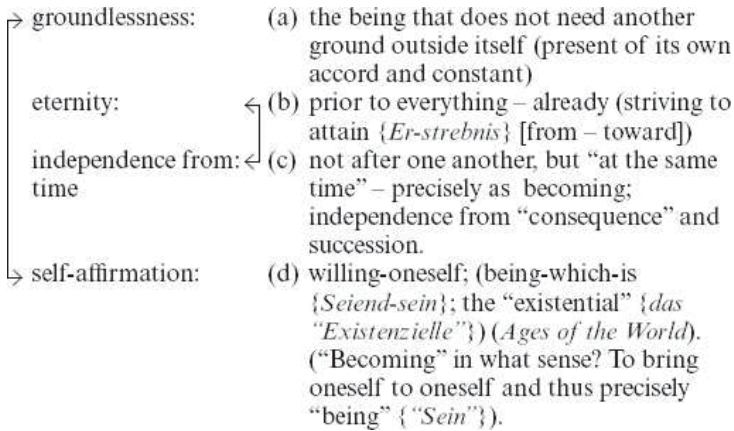 groundlessness: (a) the being that does not need another
ground outside itself (present of its own
accord and constant)
eternity: (b) prior to everything – already (striving to
attain {Er-strebnis} [from – toward])
independence from: (c) not after one another, but “at the same
time time” – precisely as becoming;
independence from “consequence” and
succession.
self-affirmation: (d) willing-oneself; (being-which-is
{Seiend-sein}; the “existential” {das
“Existenzielle”}) (Ages of the World).
(“Becoming” in what sense? To bring
oneself to oneself and thus precisely
“being” {“Sein”}).